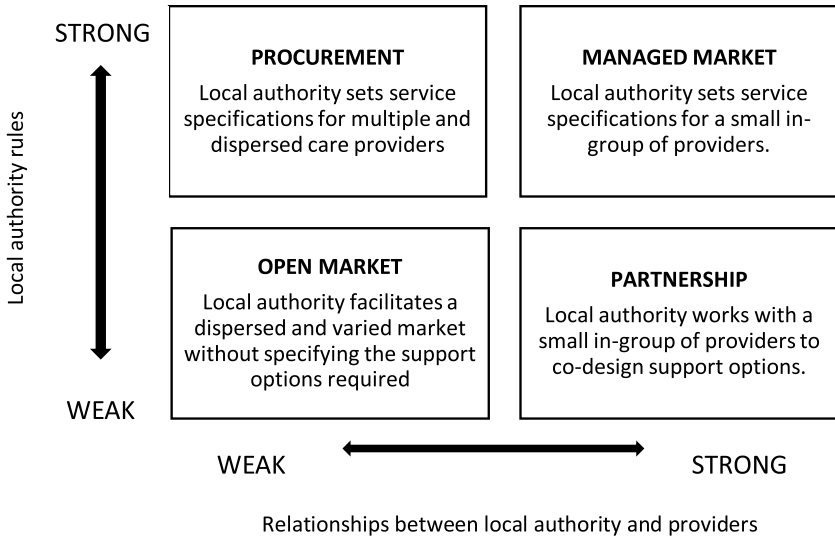 STRONG
PROCUREMENT
Local authority sets service
specifications for multiple and
dispersed care providers
MANAGED MARKET
Local authority sets service
specifications for a small in-
group of providers.
Local authority rules
OPEN MARKET
Local authority facilitates a
dispersed and varied market
without specifying the support
options required
PARTNERSHIP
Local authority works with a
small in-group of providers to
co-design support options.
WEAK
WEAK
STRONG
Relationships between local authority and providers